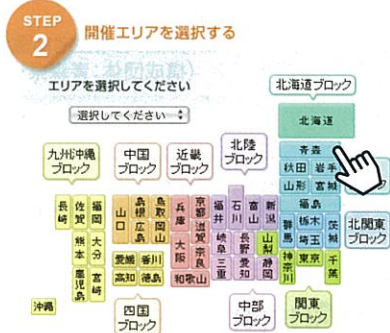 STEP
2
開催エリアを選択する
エリアを選択してください
選択してください
北海道ブロック
北海道
青森
秋田 岩手
山形 宮城
福島
九州沖縄
ブロック
中国
ブロック
近畿
ブロック
北陸
ブロック
北関東
ブロック
長崎 佐賀 福岡
熊本 大分
鹿児島 宮崎
沖縄
山口 島根 鳥取
広島 岡山
愛媛 香川
高知 徳島
兵庫 京都 滋賀
大阪 奈良
和歌山
福井 石川 富山 新潟
岐阜 長野 山梨
三重 愛知 静岡
群馬 栃木 茨城
埼玉
神奈川 東京 千葉
四国
ブロック
中部
ブロック
関東
ブロック